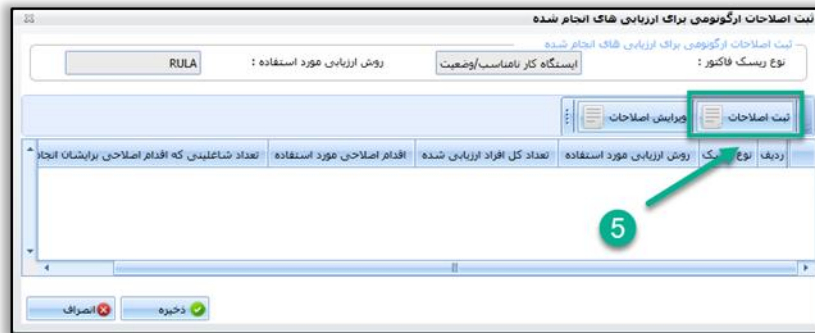 ثبت اصلاحات ارگونومی برای ارزیابی های انجام شده
ثبت اصلاحات ارگونومی برای ارزیابی های انجام شده
نوع ریسک فاکتور : ایستگاه کار نامناسب/وضعیت روش ارزیابی مورد استفاده : RULA
ثبت اصلاحات ویرایش اصلاحات
ردیف نوع یک روش ارزیابی مورد استفاده تعداد کل افراد ارزیابی شده اقدام اصلاحی مورد استفاده تعداد شاغلینی که اقدام اصلاحی برایشان انجام
5
ذخیره انصراف